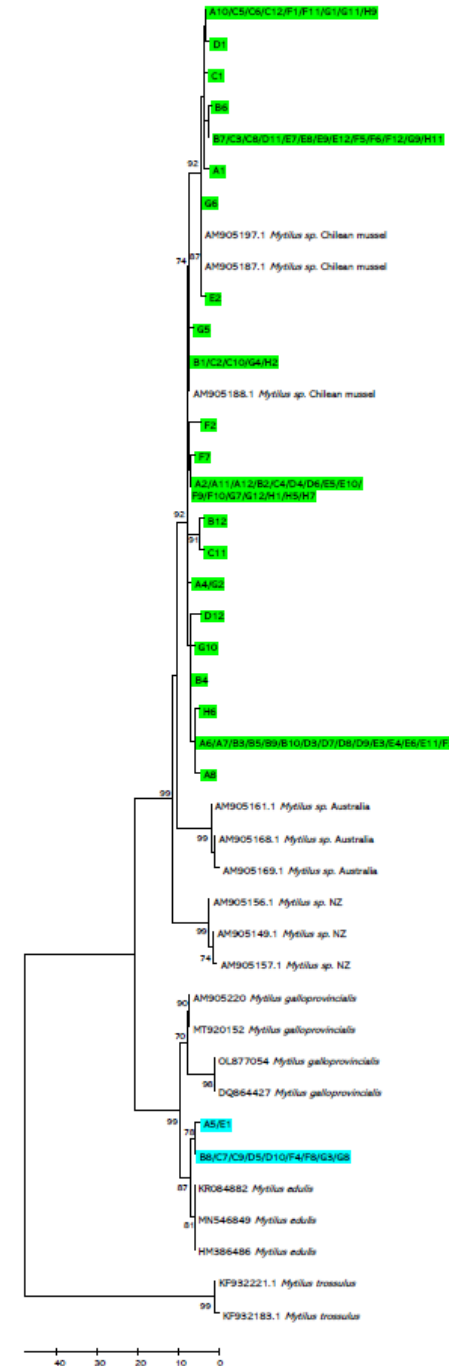 A10/C5/C6/C12/F1/F11/G1/G11/H9
D1
C1
B6
B7/C3/C8/D11/E7/E8/E9/E12/F5/F6/F12/G9/H11
A1
92
G6
AM905197.1 Mytilus sp. Chilean mussel
87
74
AM905187.1 Mytilus sp. Chilean mussel
E2
G5
B1/C2/C10/G4/H2
AM905188.1 Mytilus sp. Chilean mussel
F2
F7
A2/A11/A12/B2/C4/D4/D6/E5/E10/
F9/F10/G7/G12/H1/H5/H7
92
B12
91
C11
A4/G2
D12
G10
B4
H6
A6/A7/B3/B5/B9/B10/D3/D7/D8/D9/E3/E4/E6/E11/F
A8
99
AM905161.1 Mytilus sp. Australia
99
AM905168.1 Mytilus sp. Australia
AM905169.1 Mytilus sp. Australia
AM905156.1 Mytilus sp. NZ
99
AM905149.1 Mytilus sp. NZ
74
AM905157.1 Mytilus sp. NZ
90
AM905220 Mytilus galloprovincialis
MT920152 Mytilus galloprovincialis
70
OL877054 Mytilus galloprovincialis
98
DQ864427 Mytilus galloprovincialis
99
A5/E1
78
B8/C7/C9/D5/D10/F4/F8/G3/G8
87
KR084882 Mytilus edulis
MN546849 Mytilus edulis
81
HM386486 Mytilus edulis
KF932221.1 Mytilus trossulus
99
KF932183.1 Mytilus trossulus
40 30 20 10 0